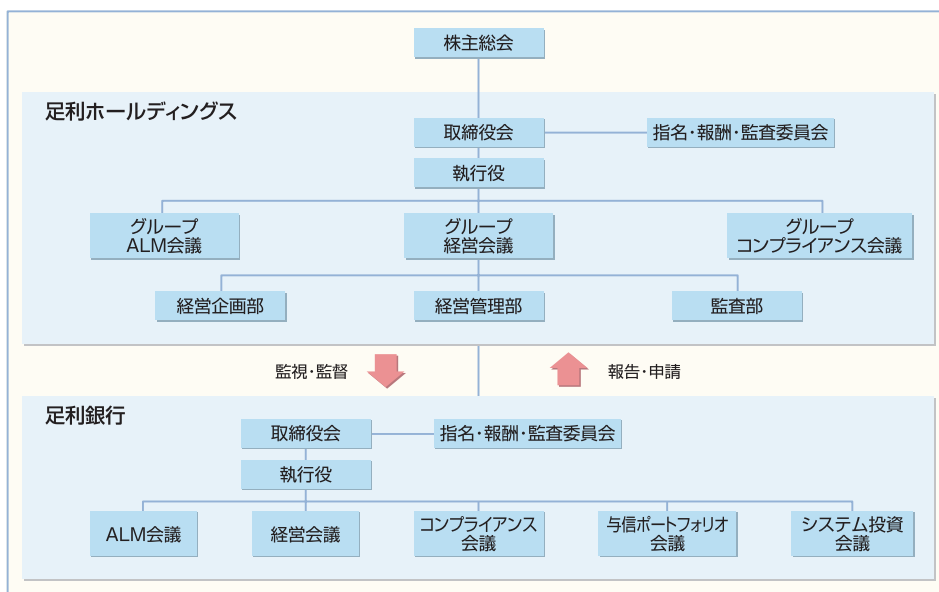 株主総会
足利ホールディングス
取締役会
指名・報酬・監査委員会
執行役
グループ
ALM会議
グループ
経営会議
グループ
コンプライアンス会議
経営企画部
経営管理部
監査部
監視・監督
報告・申請
足利銀行
取締役会
指名・報酬・監査委員会
執行役
ALM会議
経営会議
コンプライアンス
会議
与信ポートフォリオ
会議
システム投資
会議